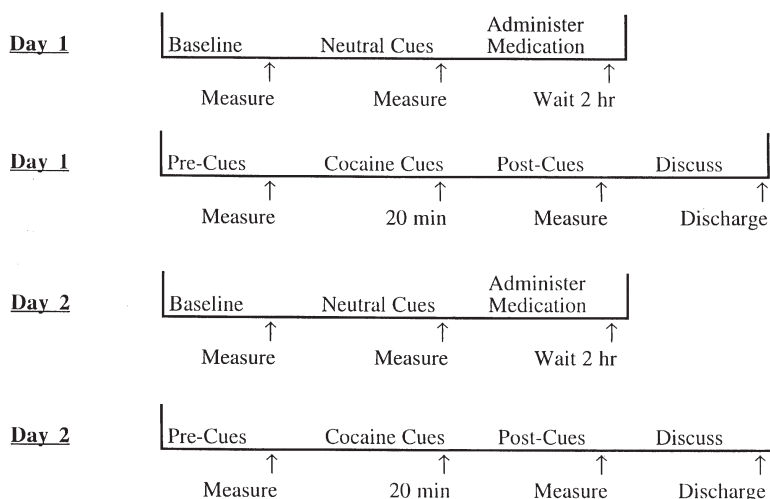 Day 1
Baseline Neutral Cues Administer Medication
Measure Measure Wait 2 hr
Day 1
Pre-Cues Cocaine Cues Post-Cues Discuss
Measure 20 min Measure Discharge
Day 2
Baseline Neutral Cues Administer Medication
Measure Measure Wait 2 hr
Day 2
Pre-Cues Cocaine Cues Post-Cues Discuss
Measure 20 min Measure Discharge